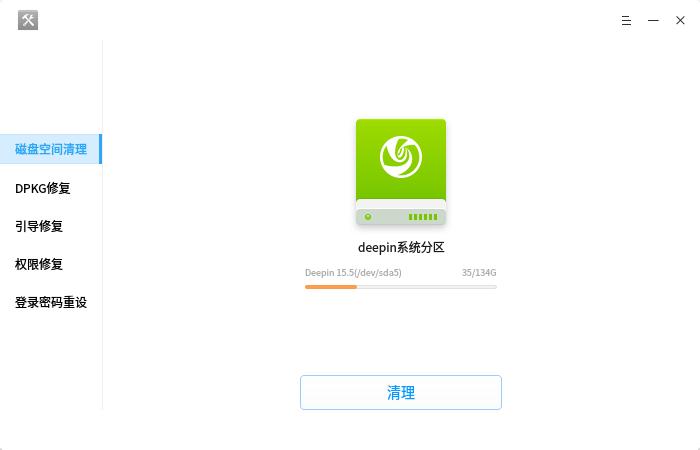 磁盘空间清理
DPKG修复
引导修复
权限修复
登录密码重设
deepin系统分区
Deepin 15.5(/dev/sda5) 35/134G
清理